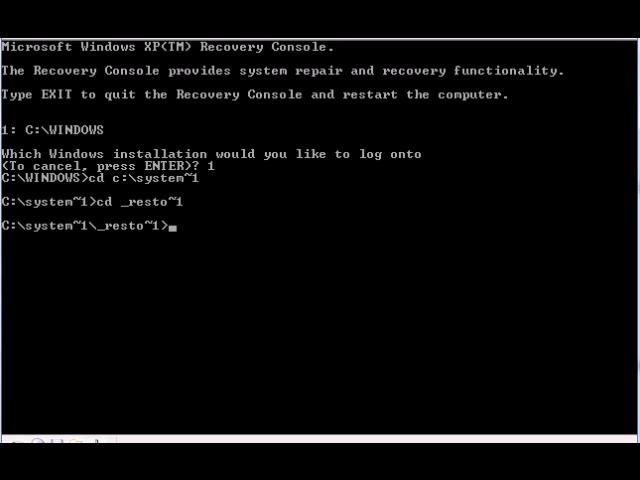 Microsoft Windows XP(TM) Recovery Console.
The Recovery Console provides system repair and recovery functionality.
Type EXIT to quit the Recovery Console and restart the computer.
1: C:\WINDOWS
Which Windows installation would you like to log onto
(To cancel, press ENTER)? 1
C:\WINDOWS>cd c:\system~1
C:\system~1>cd _resto~1
C:\system~1\_resto~1>